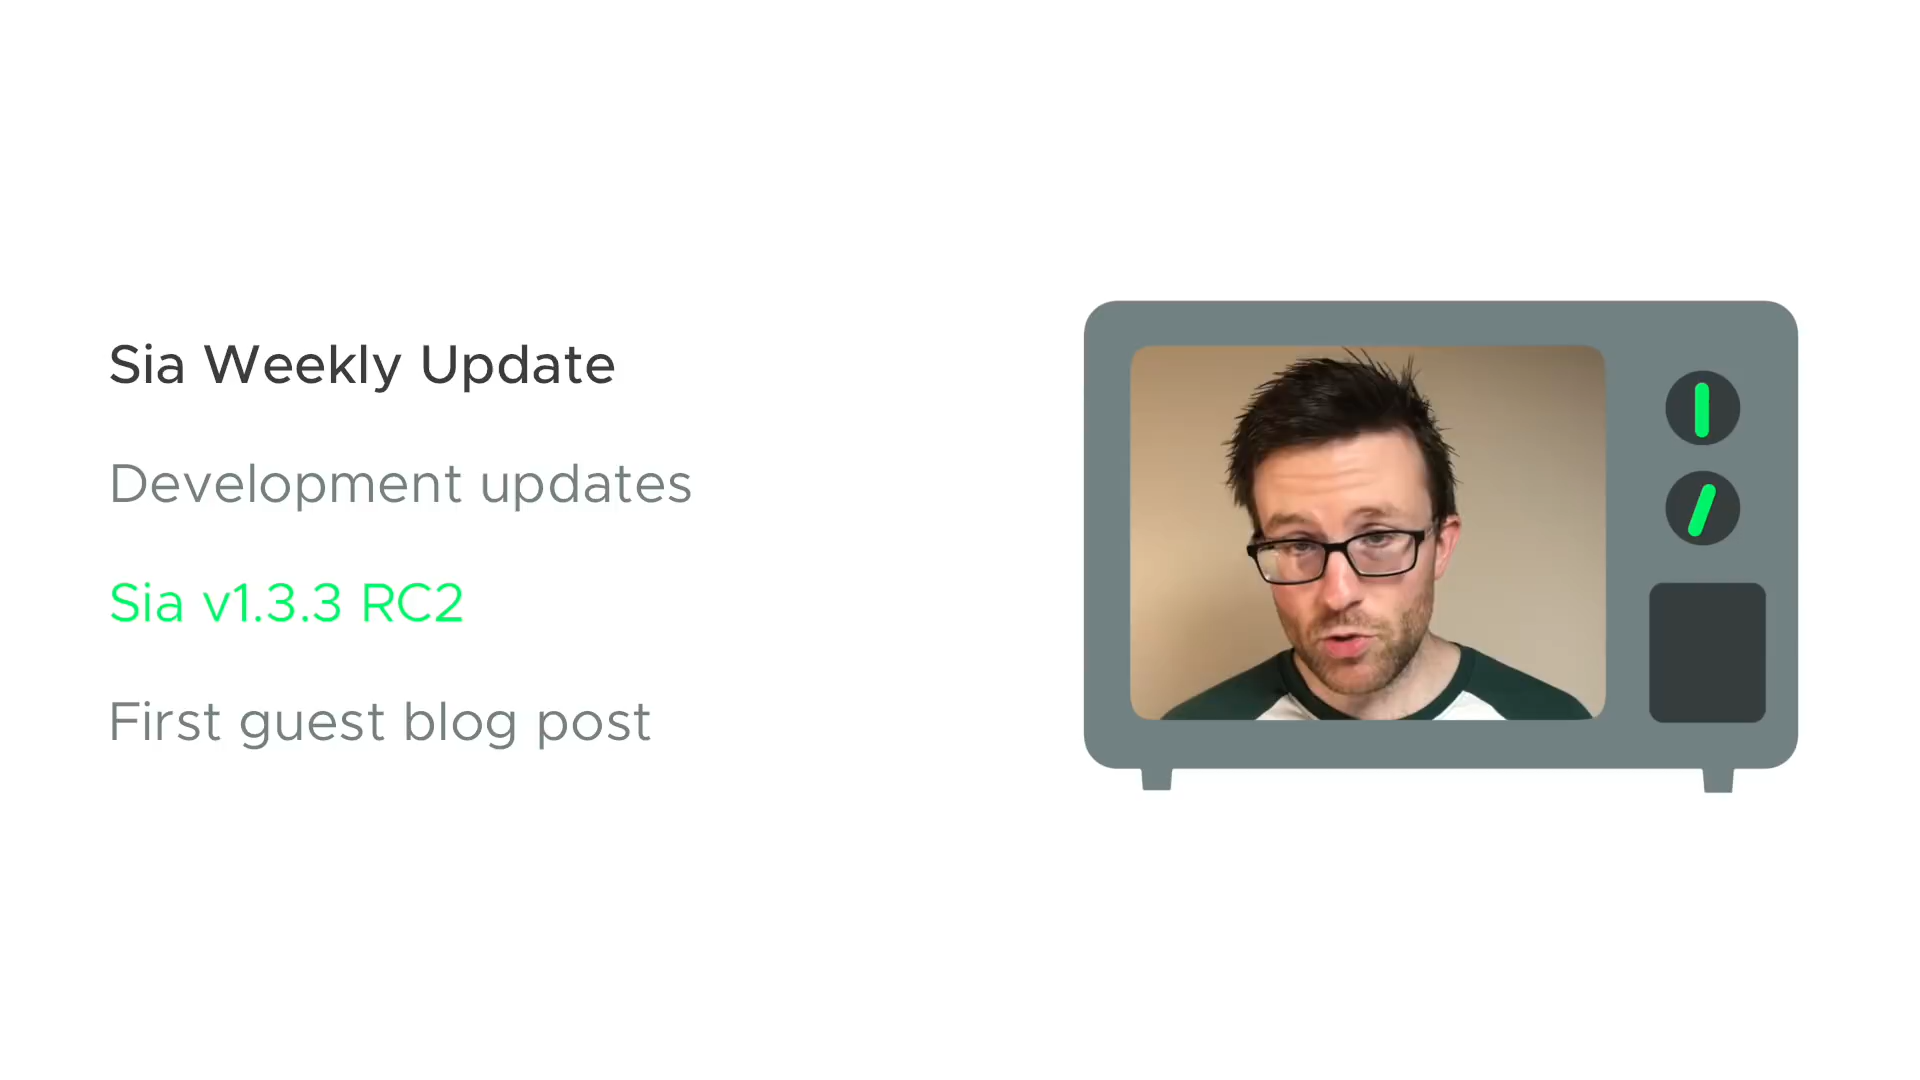 Sia Weekly Update
Development updates
Sia v1.3.3 RC2
First guest blog post